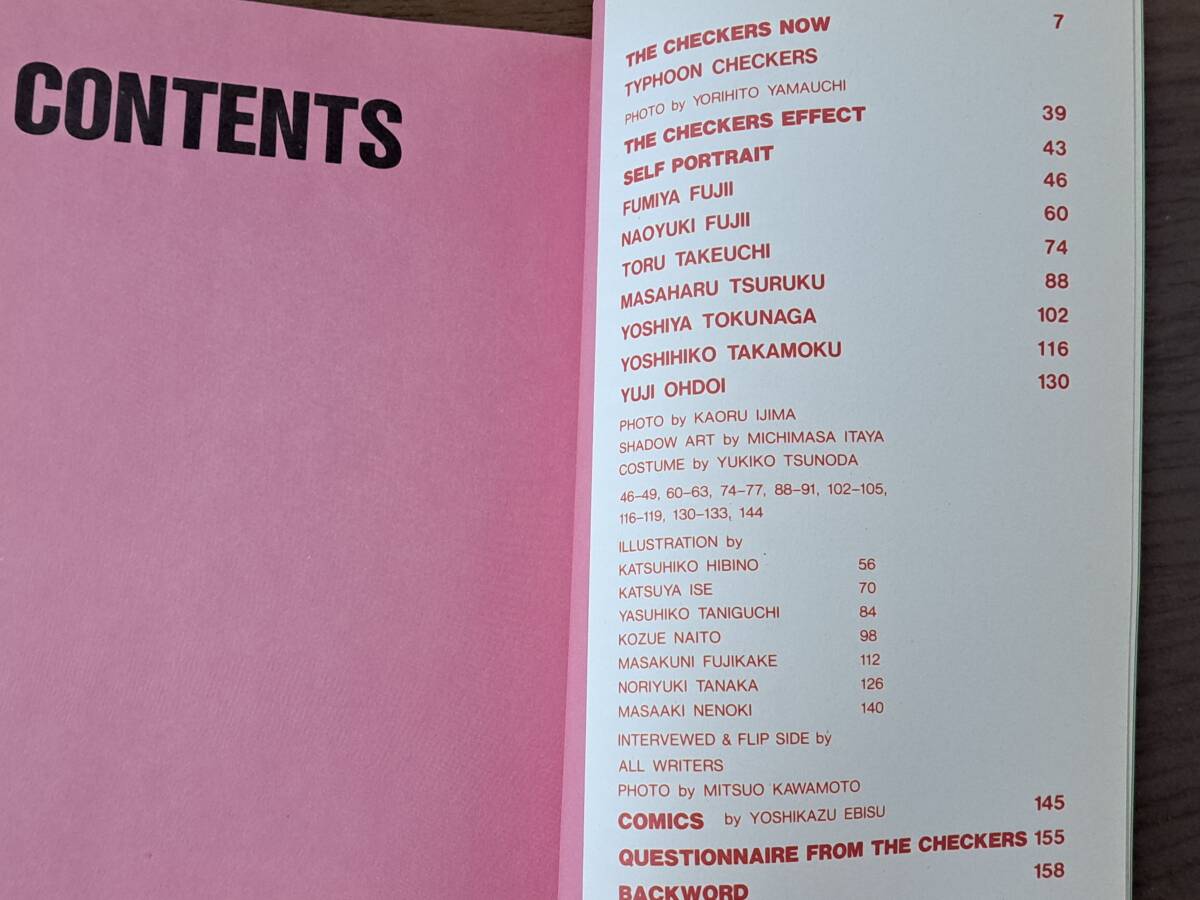 CONTENTS
THE CHECKERS NOW 7
TYPHOON CHECKERS
PHOTO by YORIHITO YAMAUCHI
THE CHECKERS EFFECT 39
SELF PORTRAIT 43
FUMIYA FUJII 46
NAOYUKI FUJII 60
TORU TAKEUCHI 74
MASAHARU TSURUKU 88
YOSHIYA TOKUNAGA 102
YOSHIHIKO TAKAMOKU 116
YUJI OHDOI 130
PHOTO by KAORU IJIMA
SHADOW ART by MICHIMASA ITAYA
COSTUME by YUKIKO TSUNODA
46–49, 60–63, 74–77, 88–91, 102–105,
116–119, 130–133, 144
ILLUSTRATION by
KATSUHIKO HIBINO 56
KATSUYA ISE 70
YASUHIKO TANIGUCHI 84
KOZUE NAITO 98
MASAKUNI FUJIKAKE 112
NORIYUKI TANAKA 126
MASAAKI NENOKI 140
INTERVEWED & FLIP SIDE by
ALL WRITERS
PHOTO by MITSUO KAWAMOTO
COMICS by YOSHIKAZU EBISU 145
QUESTIONNAIRE FROM THE CHECKERS 155
BACKWORD 158